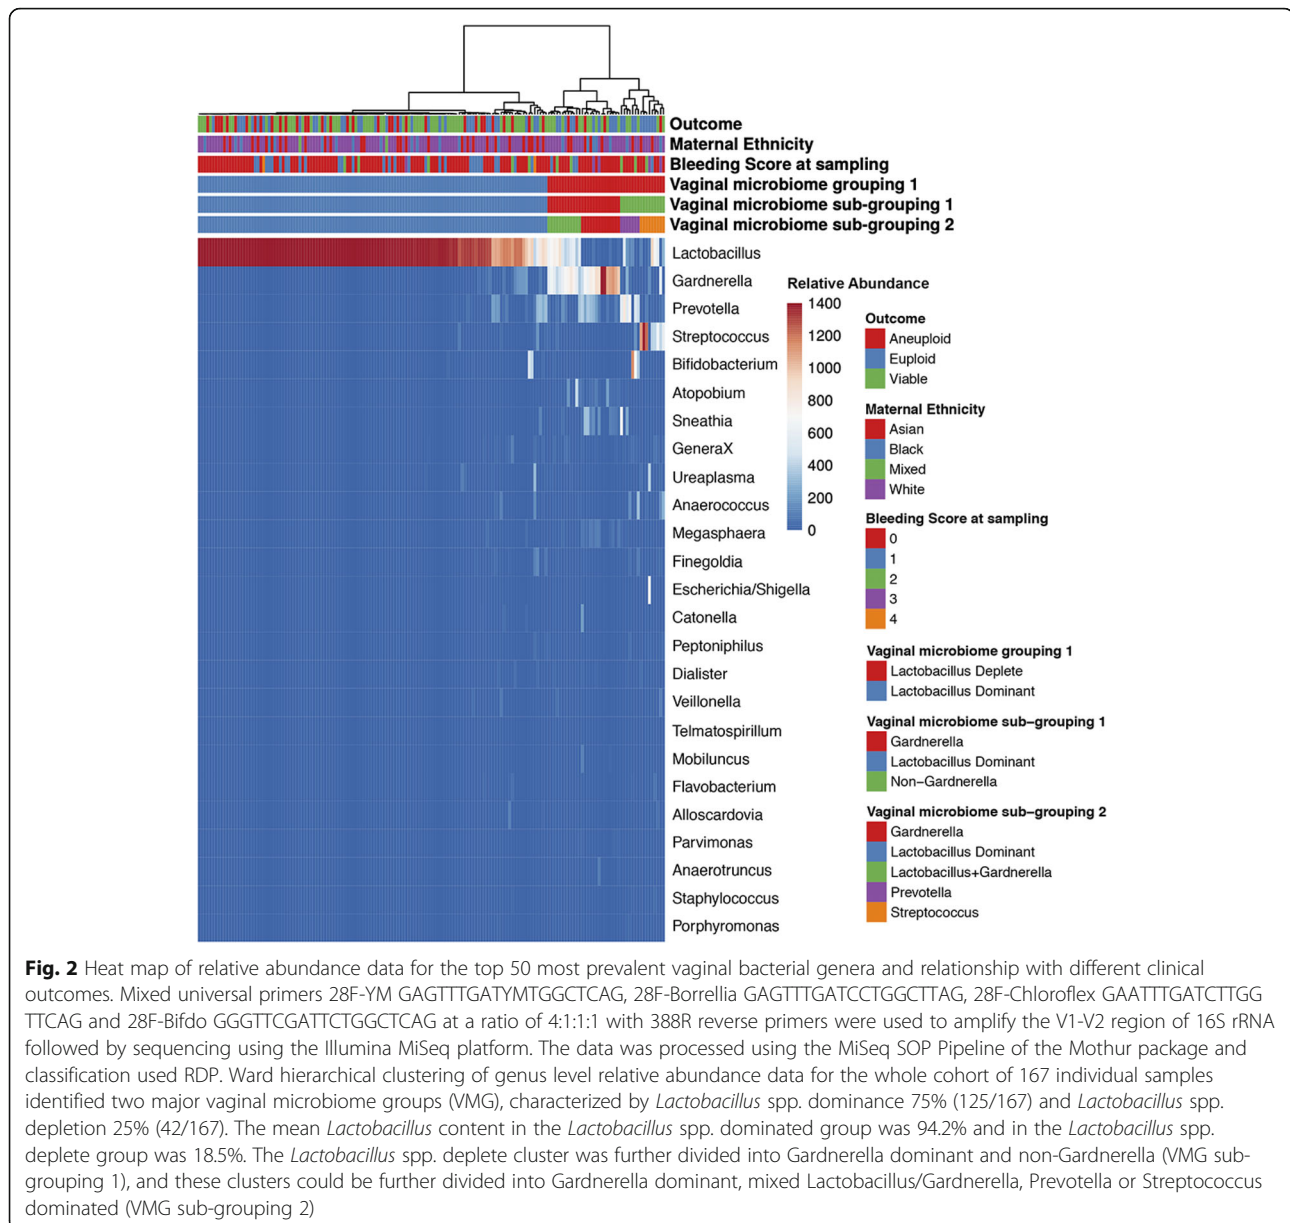 Outcome
Maternal Ethnicity
Bleeding Score at sampling
Vaginal microbiome grouping 1
Vaginal microbiome sub-grouping 1
Vaginal microbiome sub-grouping 2
Lactobacillus
Gardnerella
Prevotella
Streptococcus
Bifidobacterium
Atopobium
Sneathia
GeneraX
Ureaplasma
Anaerococcus
Megasphaera
Finegoldia
Escherichia/Shigella
Catonella
Peptoniphilus
Dialister
Veillonella
Telmatospirillum
Mobiluncus
Flavobacterium
Alloscardovia
Parvimonas
Anaerotruncus
Staphylococcus
Porphyromonas
Relative Abundance
1400
1200
1000
800
600
400
200
0
Outcome
Aneuploid
Euploid
Viable
Maternal Ethnicity
Asian
Black
Mixed
White
Bleeding Score at sampling
0
1
2
3
4
Vaginal microbiome grouping 1
Lactobacillus Deplete
Lactobacillus Dominant
Vaginal microbiome sub-grouping 1
Gardnerella
Lactobacillus Dominant
Non-Gardnerella
Vaginal microbiome sub-grouping 2
Gardnerella
Lactobacillus Dominant
Lactobacillus+Gardnerella
Prevotella
Streptococcus
Fig. 2 Heat map of relative abundance data for the top 50 most prevalent vaginal bacterial genera and relationship with different clinical
outcomes. Mixed universal primers 28F-YM GAGTTTGATYMTGGCTCAG, 28F-Borrellia GAGTTTGATCCTGGCTTAG, 28F-Chloroflex GAATTTGATCTTGG
TTCAG and 28F-Bifdo GGGTTCGATTCTGGCTCAG at a ratio of 4:1:1:1 with 388R reverse primers were used to amplify the V1-V2 region of 16S rRNA
followed by sequencing using the Illumina MiSeq platform. The data was processed using the MiSeq SOP Pipeline of the Mothur package and
classification used RDP. Ward hierarchical clustering of genus level relative abundance data for the whole cohort of 167 individual samples
identified two major vaginal microbiome groups (VMG), characterized by Lactobacillus spp. dominance 75% (125/167) and Lactobacillus spp.
depletion 25% (42/167). The mean Lactobacillus content in the Lactobacillus spp. dominated group was 94.2% and in the Lactobacillus spp.
deplete group was 18.5%. The Lactobacillus spp. deplete cluster was further divided into Gardnerella dominant and non-Gardnerella (VMG sub-
grouping 1), and these clusters could be further divided into Gardnerella dominant, mixed Lactobacillus/Gardnerella, Prevotella or Streptococcus
dominated (VMG sub-grouping 2)